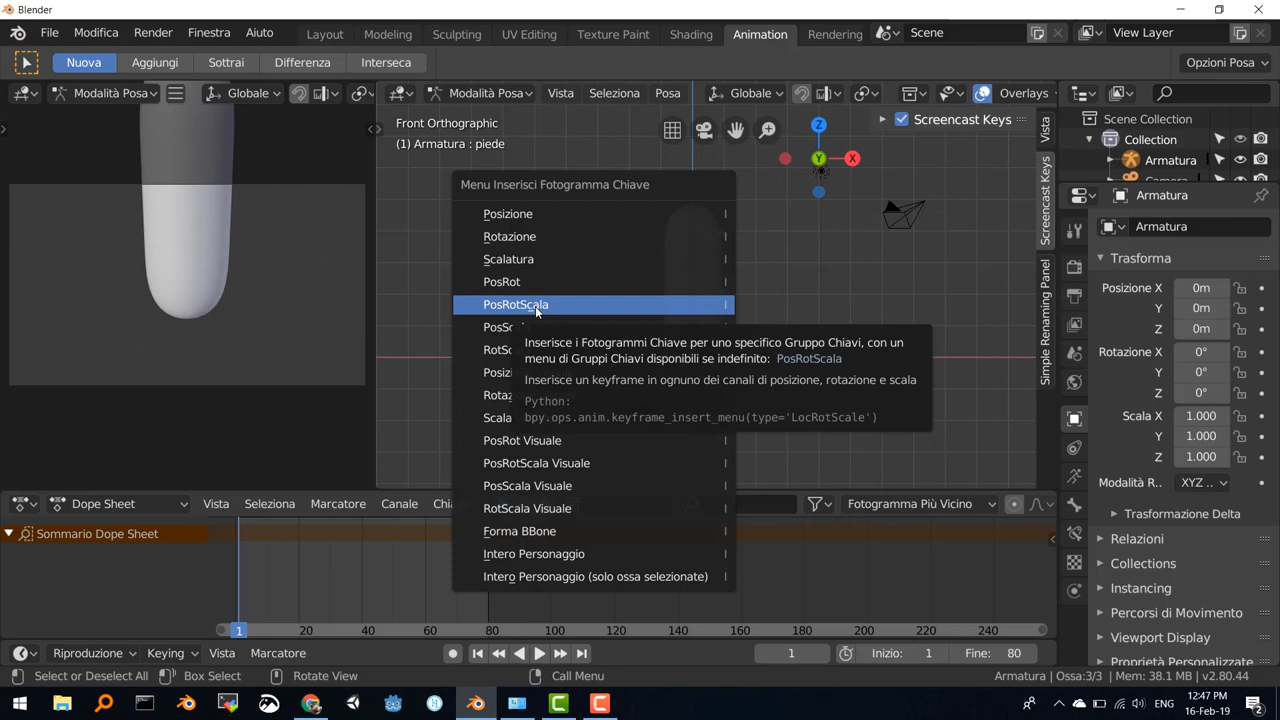 Blender
File Modifica Render Finestra Aiuto Layout Modeling Sculpting UV Editing Texture Paint Shading Animation Rendering Scene View Layer
Nuova Aggiungi Sottrai Differenza Interseca Opzioni Posa
Modalità Posa Globale Modalità Posa Vista Seleziona Posa Globale Overlays
Front Orthographic
(1) Armatura : piede
Z
Y
X
Screencast Keys
Vista
Screencast Keys
Simple Renaming Panel
Scene Collection
Collection
Armatura
Armatura
Armatura
Trasforma
Posizione X 0m
Y 0m
Z 0m
Rotazione X 0°
Y 0°
Z 0°
Scala X 1.000
Y 1.000
Z 1.000
Modalità R.. XYZ ..
Trasformazione Delta
Relazioni
Collections
Instancing
Percorsi di Movimento
Viewport Display
Proprietà Personalizzate
Menu Inserisci Fotogramma Chiave
Posizione I
Rotazione I
Scalatura I
PosRot I
PosRotScala I
PosSc
RotSc
Posizi
Rotaz
Scala
PosRot Visuale I
PosRotScala Visuale I
PosScala Visuale I
RotScala Visuale I
Forma BBone I
Intero Personaggio I
Intero Personaggio (solo ossa selezionate) I
Inserisce i Fotogrammi Chiave per uno specifico Gruppo Chiavi, con un
menu di Gruppi Chiavi disponibili se indefinito: PosRotScala
Inserisce un keyframe in ognuno dei canali di posizione, rotazione e scala
Python:
bpy.ops.anim.keyframe_insert_menu(type='LocRotScale')
Dope Sheet Vista Seleziona Marcatore Canale Chia Fotogramma Più Vicino
Sommario Dope Sheet
1 20 40 60 80 100 120 140 160 180 200 220 240
Riproduzione Keying Vista Marcatore 1 Inizio: 1 Fine: 80
Select or Deselect All Box Select Rotate View Call Menu Armatura | Ossa:3/3 | Mem: 38.1 MB | v2.80.44
12:47 PM
16-Feb-19
2